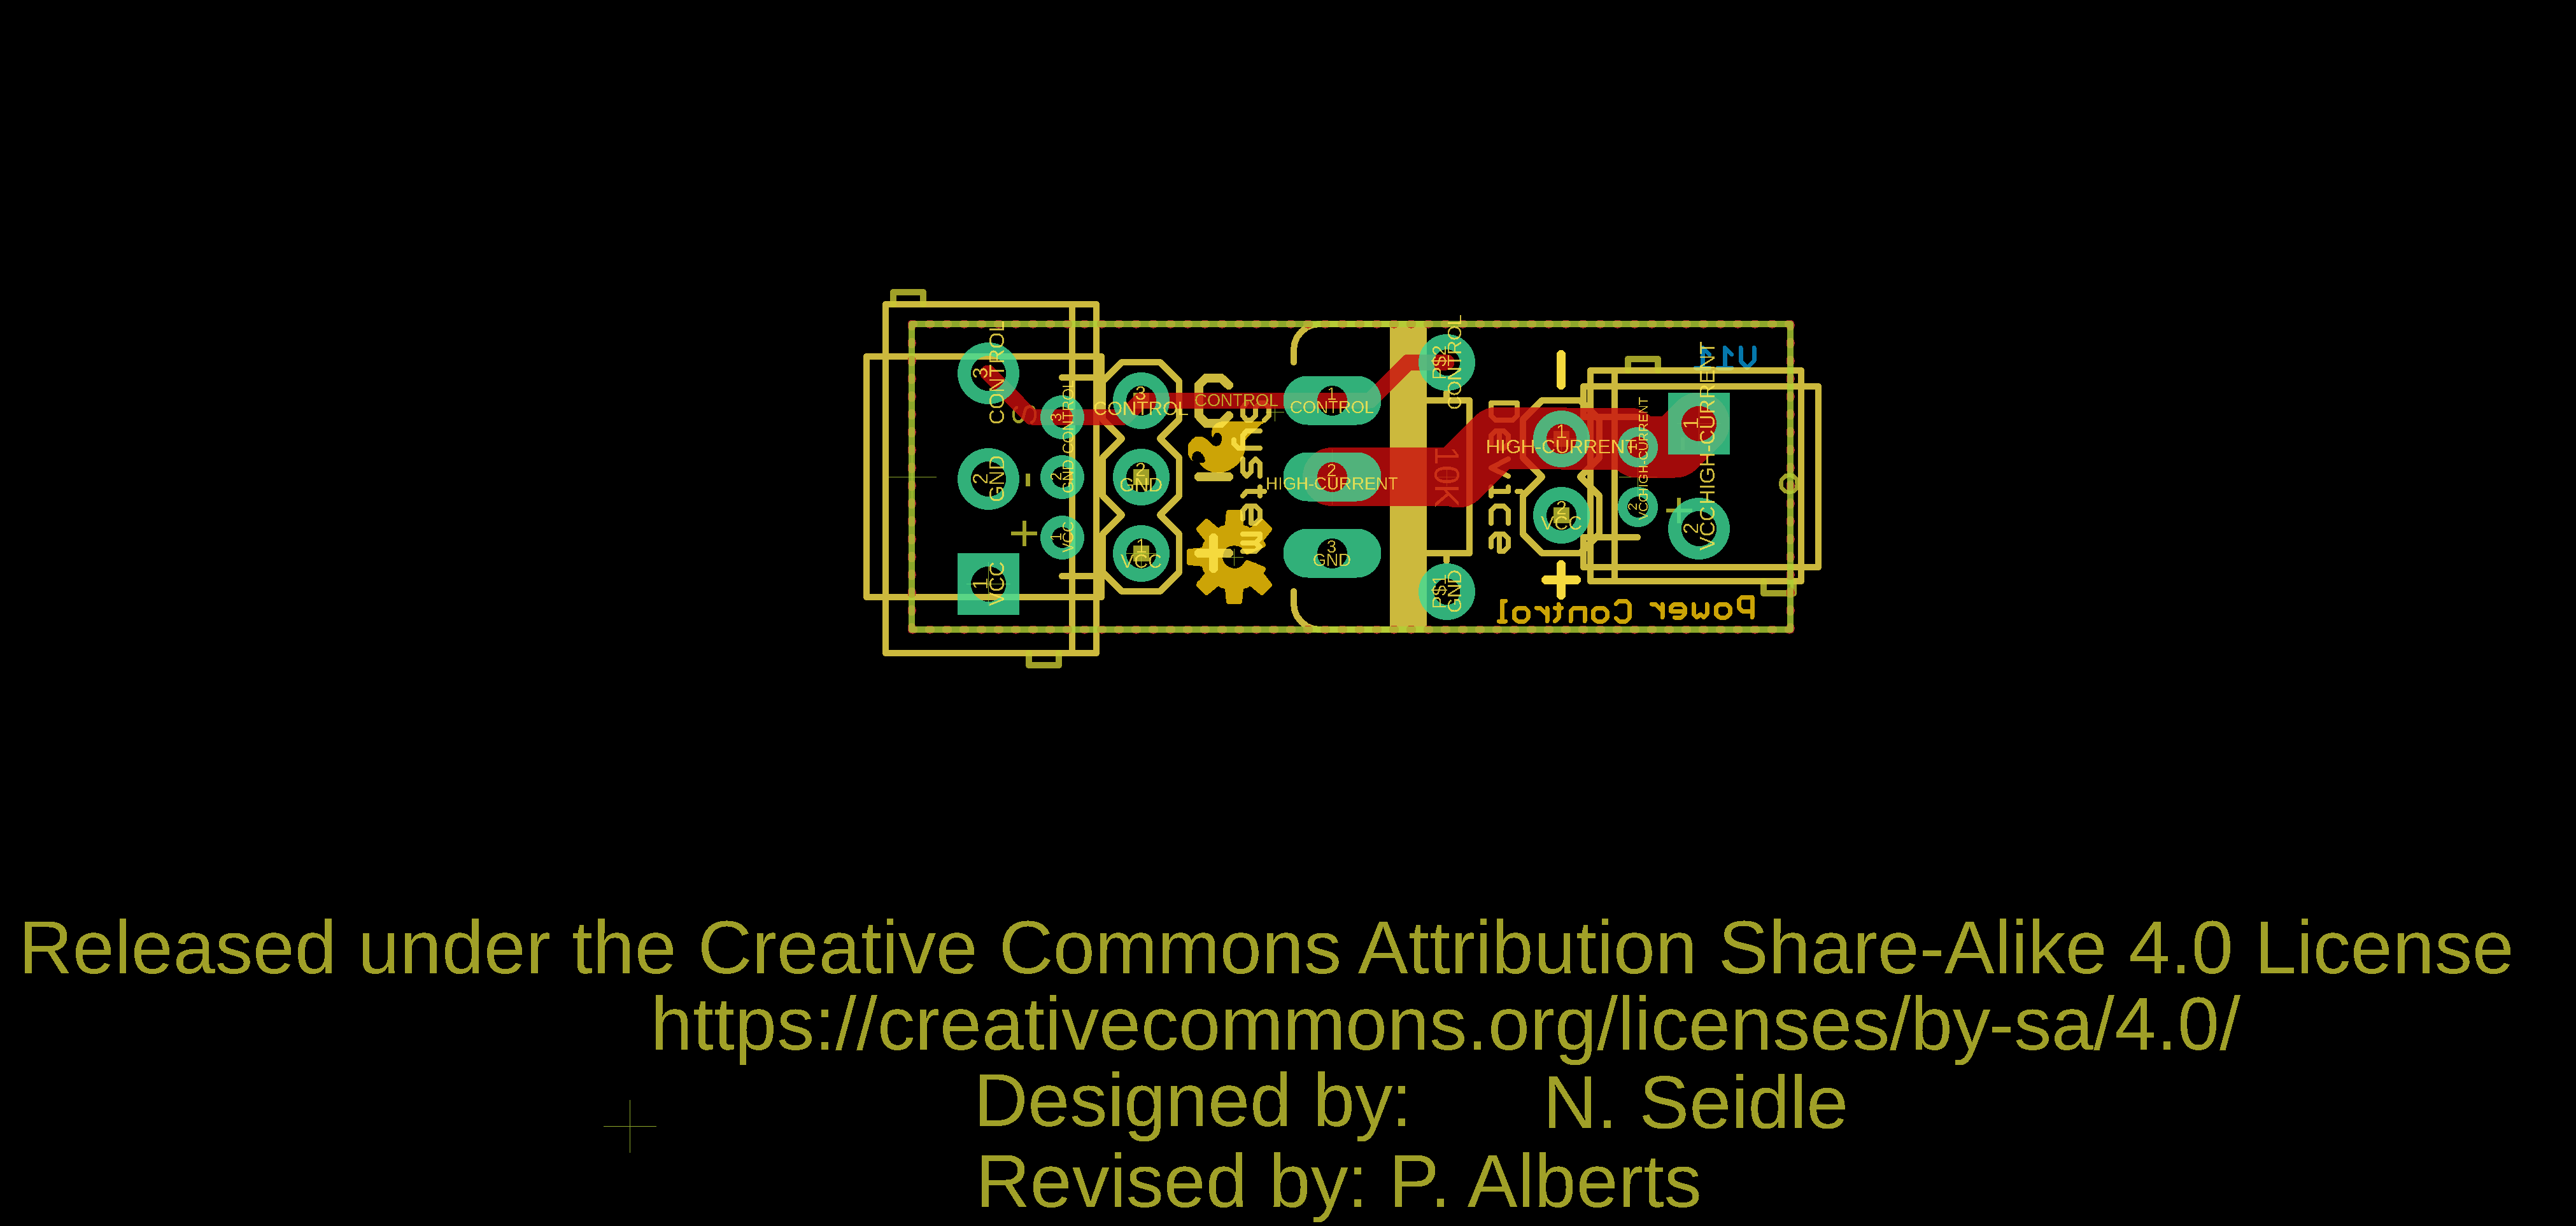 V11
3
CONTROL
2
GND
1
VCC
S
-
+
3
CONTROL
2
GND
1
VCC
3
CONTROL
2
GND
1
VCC
C
System
+
CONTROL
1
CONTROL
2
HIGH-CURRENT
3
GND
P$2
CONTROL
10K
P$1
GND
Device
1
HIGH-CURRENT
2
VCC
+
HIGH-CURRENT
2
VCC
+
1
HIGH-CURRENT
2
VCC
Power Control
Released under the Creative Commons Attribution Share-Alike 4.0 License
https://creativecommons.org/licenses/by-sa/4.0/
Designed by: N. Seidle
Revised by: P. Alberts